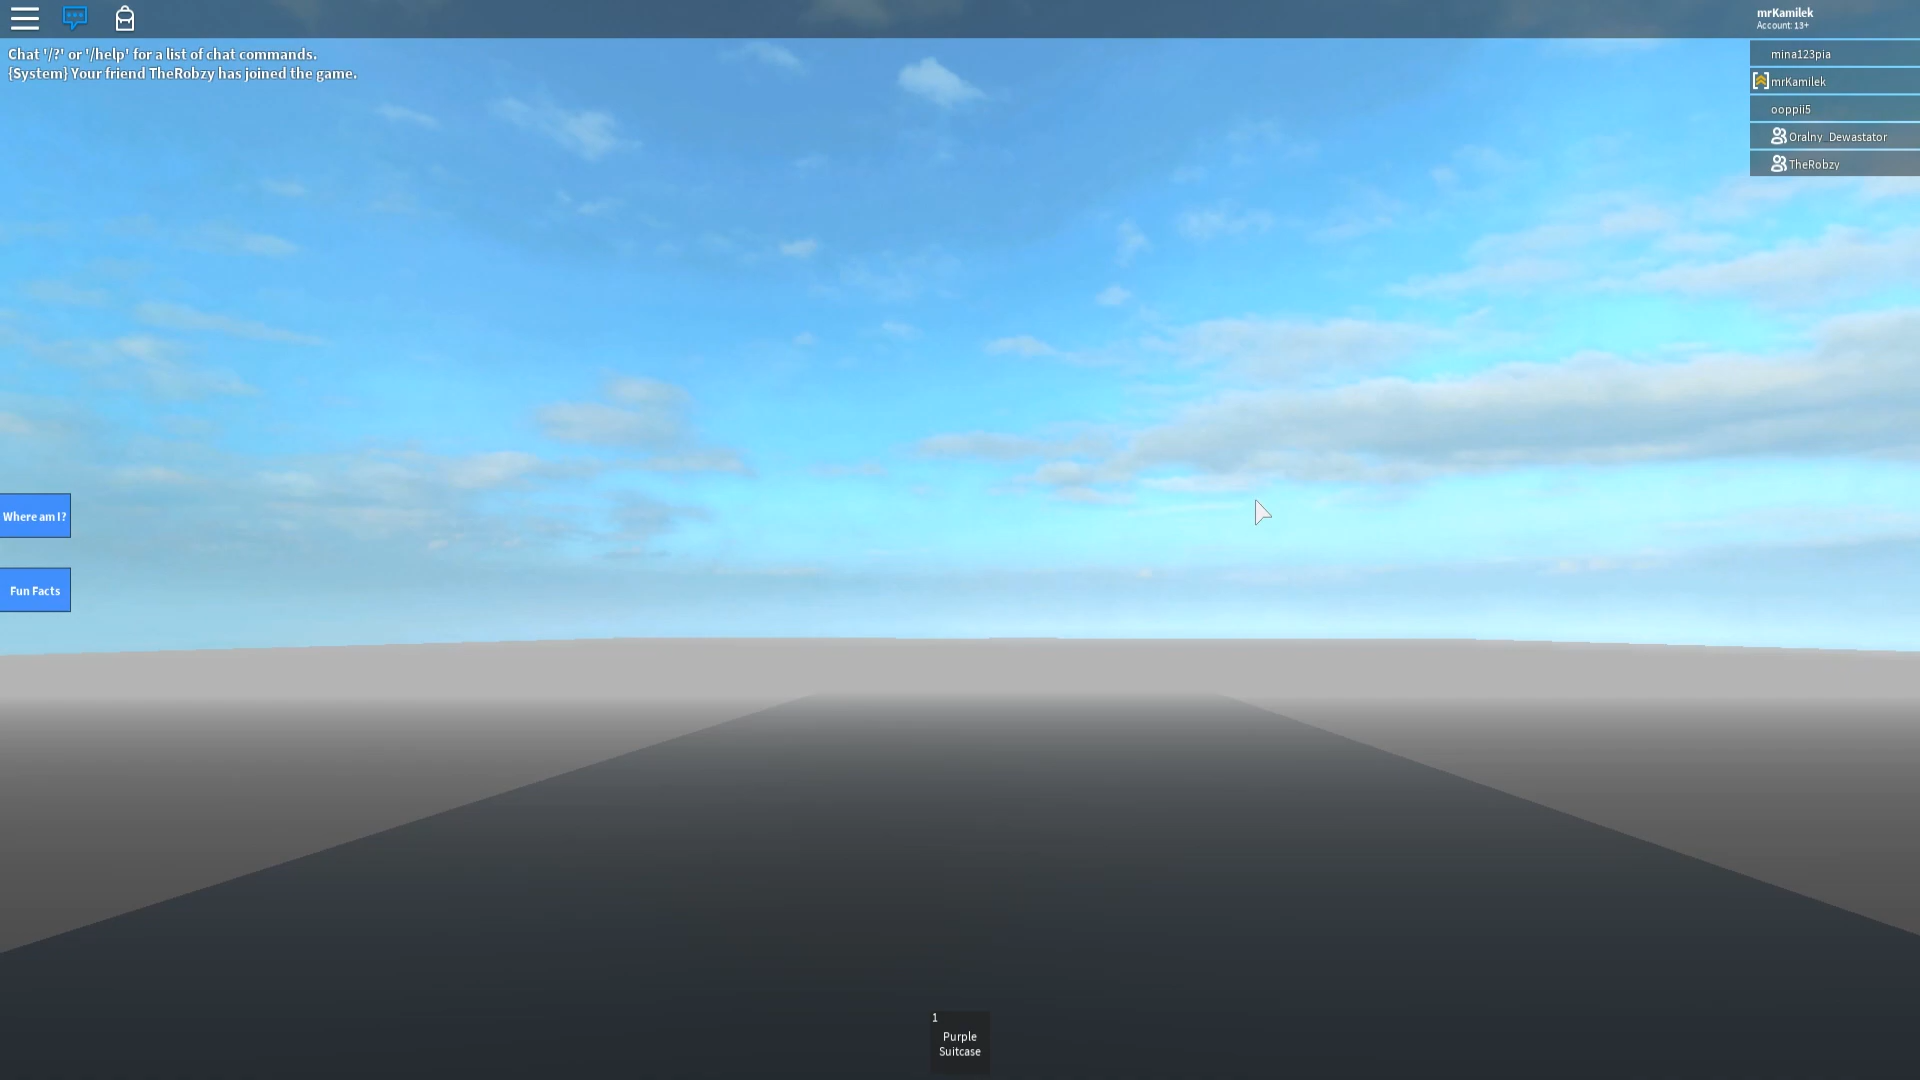 Chat '/?' or '/help' for a list of chat commands.
{System} Your friend TheRobzy has joined the game.
mrKamilek
Account: 13+
mina123pia
mrKamilek
ooppii5
Oralny_Dewastator
TheRobzy
Where am I?
Fun Facts
1
Purple
Suitcase